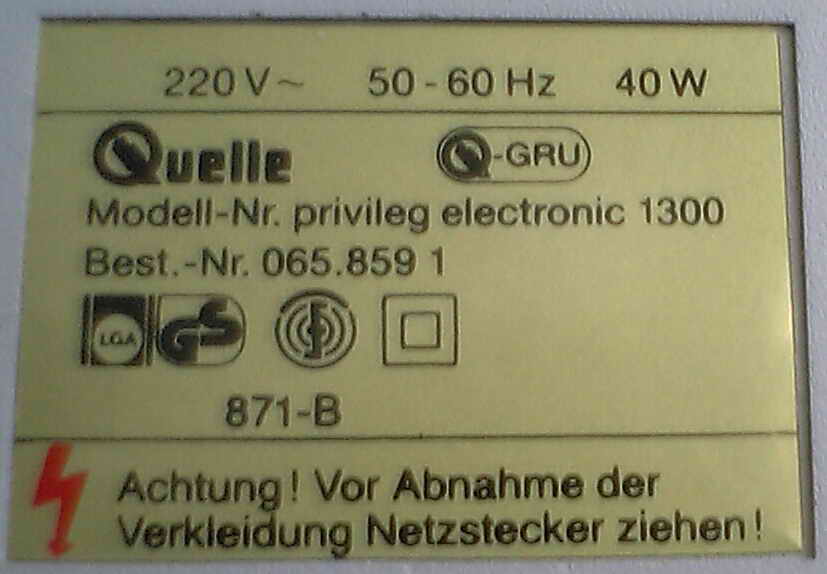 220 V ~ 50 - 60 Hz 40 W
Quelle Q-GRU
Modell-Nr. privileg electronic 1300
Best.-Nr. 065.859 1
LGA GS
871-B
Achtung! Vor Abnahme der
Verkleidung Netzstecker ziehen!